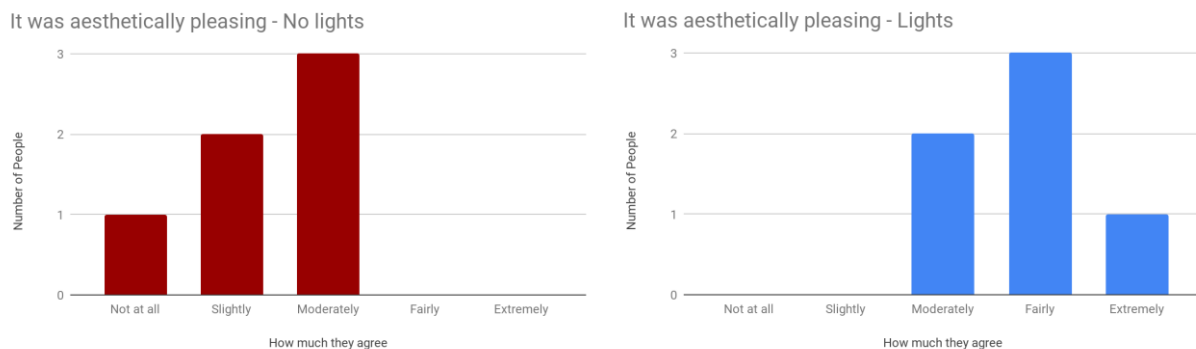 It was aesthetically pleasing - No lights
Number of People
3
2
1
0
Not at all Slightly Moderately Fairly Extremely
How much they agree
It was aesthetically pleasing - Lights
Number of People
3
2
1
0
Not at all Slightly Moderately Fairly Extremely
How much they agree